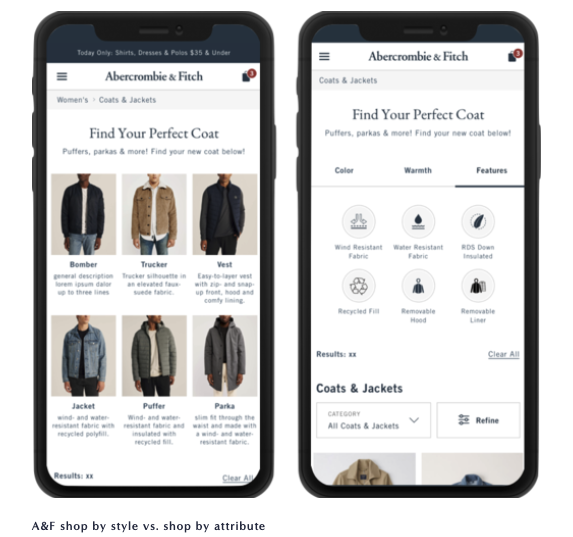 Today Only: Shirts, Dresses & Polos $35 & Under
Abercrombie & Fitch
3
Women's > Coats & Jackets
Find Your Perfect Coat
Puffers, parkas & more! Find your new coat below!
Bomber
general description
lorem ipsum dalor
up to three lines
Trucker
Trucker silhouette in
an elevated faux-
suede fabric.
Vest
Easy-to-layer vest
with zip- and snap-
up front, hood and
comfy lining.
Jacket
wind- and water-
resistant fabric with
recycled polyfill.
Puffer
Wind- and water-
resistant fabric and
insulated with
recycled fill.
Parka
slim fit through the
waist and made with
a wind- and water-
resistant fabric.
Results: xx
Clear All
Abercrombie & Fitch
3
Coats & Jackets
Find Your Perfect Coat
Puffers, parkas & more! Find your new coat below!
Color
Warmth
Features
Wind Resistant
Fabric
Water Resistant
Fabric
RDS Down
Insulated
Recycled Fill
Removable
Hood
Removable
Liner
Results: xx
Clear All
Coats & Jackets
CATEGORY
All Coats & Jackets
Refine
A&F shop by style vs. shop by attribute